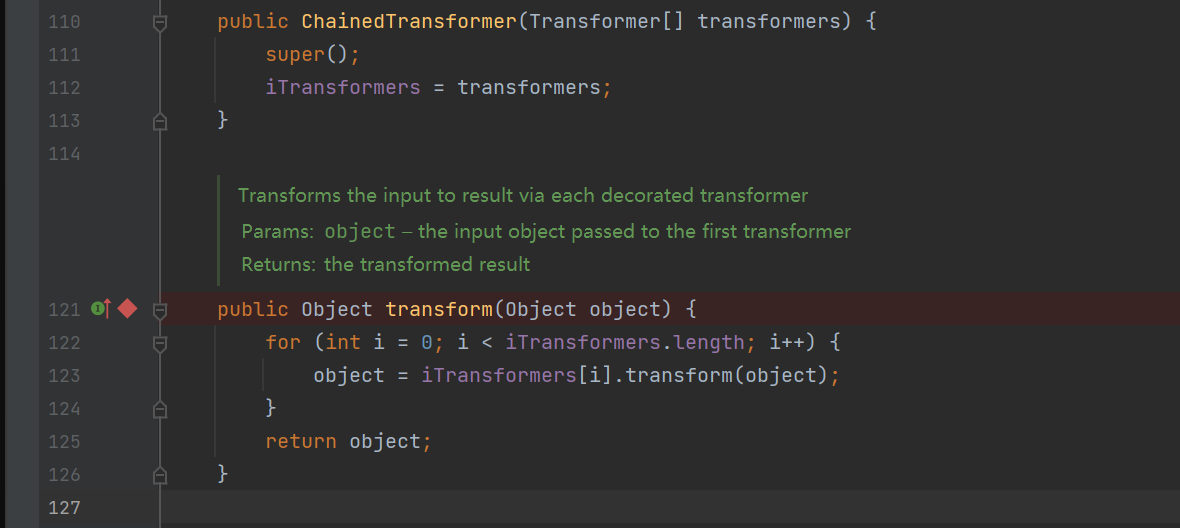 110 public ChainedTransformer(Transformer[] transformers) {
111 super();
112 iTransformers = transformers;
113 }
114
Transforms the input to result via each decorated transformer
Params: object – the input object passed to the first transformer
Returns: the transformed result
121 public Object transform(Object object) {
122 for (int i = 0; i < iTransformers.length; i++) {
123 object = iTransformers[i].transform(object);
124 }
125 return object;
126 }
127